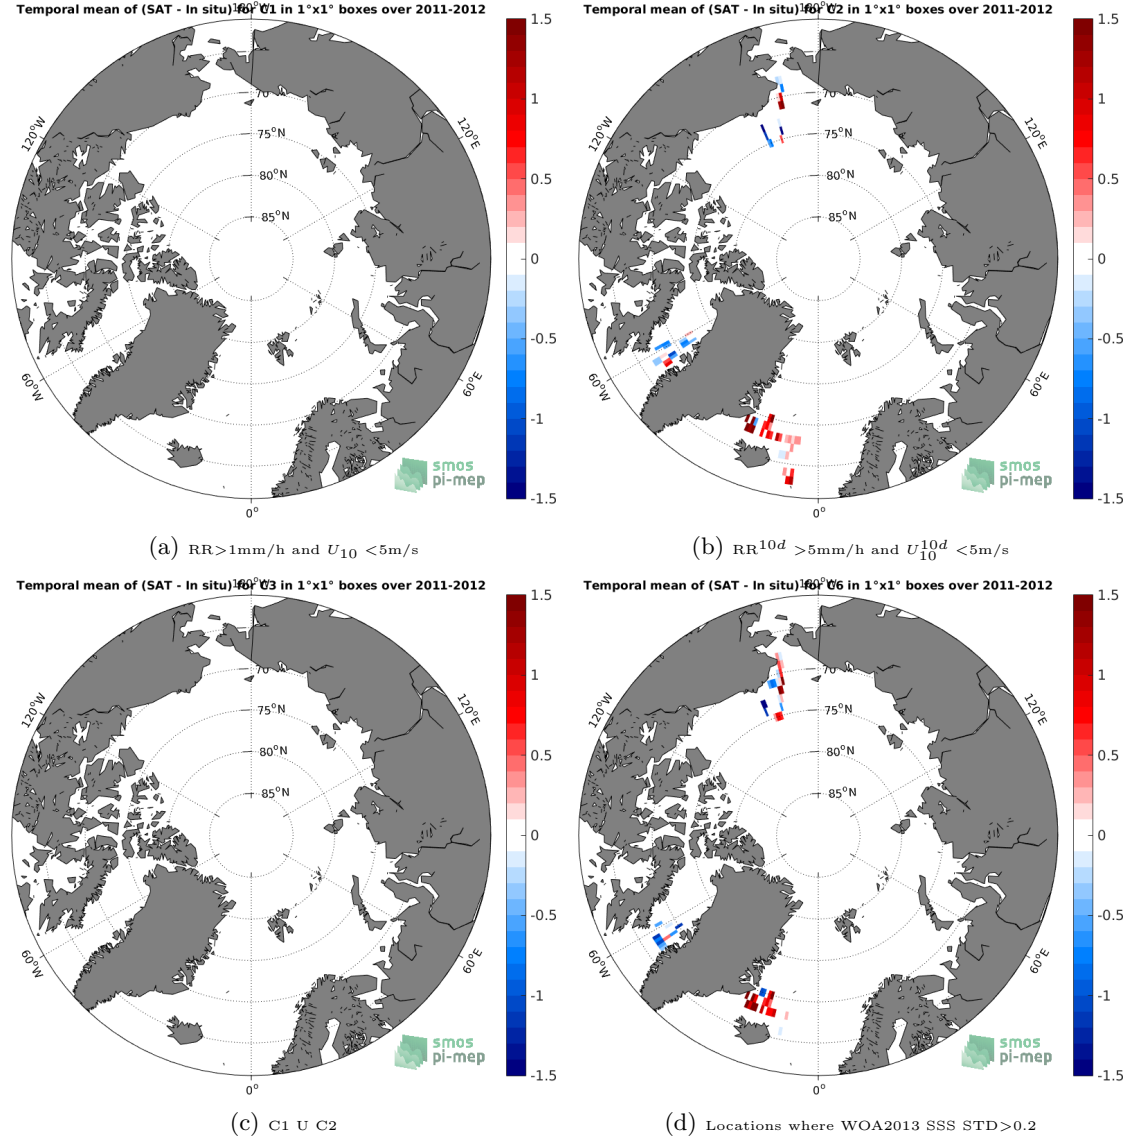 Temporal mean of (SAT - In situ) for C1 in 1°x1° boxes over 2011-2012
Temporal mean of (SAT - In situ) for C2 in 1°x1° boxes over 2011-2012
120°W
70
75°N
80°N
85°N
120°E
60°W
60°E
0°
smos
pi-mep
1.5
1
0.5
0
-0.5
-1
-1.5
120°W
70
75°N
80°N
85°N
120°E
60°W
60°E
0°
smos
pi-mep
1.5
1
0.5
0
-0.5
-1
-1.5
(a) RR>1mm/h and U10 <5m/s
(b) RR10d >5mm/h and U10d10 <5m/s
Temporal mean of (SAT - In situ) for C3 in 1°x1° boxes over 2011-2012
Temporal mean of (SAT - In situ) for C6 in 1°x1° boxes over 2011-2012
120°W
70
75°N
80°N
85°N
120°E
60°W
60°E
0°
smos
pi-mep
1.5
1
0.5
0
-0.5
-1
-1.5
120°W
70
75°N
80°N
85°N
120°E
60°W
60°E
0°
smos
pi-mep
1.5
1
0.5
0
-0.5
-1
-1.5
(c) C1 U C2
(d) Locations where WOA2013 SSS STD>0.2